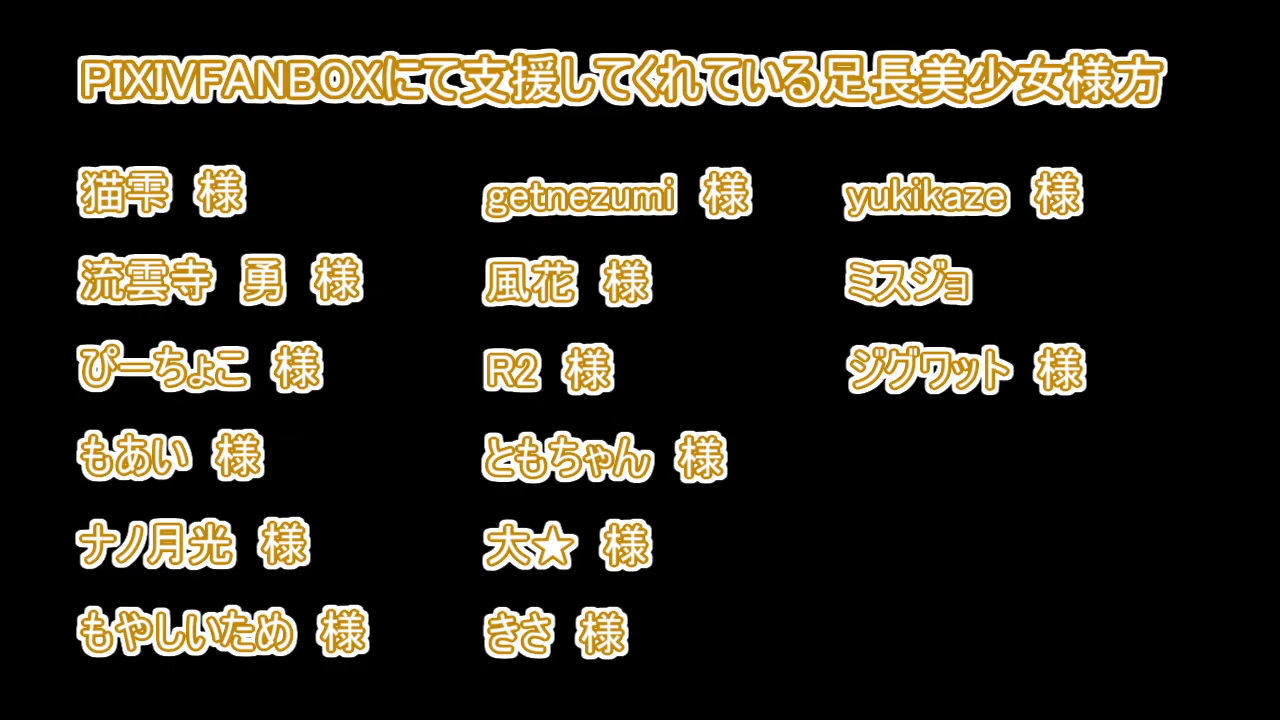 PIXIVFANBOXにて支援してくれている足長美少女様方
猫雫　様
流雲寺　勇　様
ぴーちょこ　様
もあい　様
ナノ月光　様
もやしいため　様
getnezumi　様
風花　様
R2　様
ともちゃん　様
大★　様
きさ　様
yukikaze　様
ミスジョ
ジグワット　様